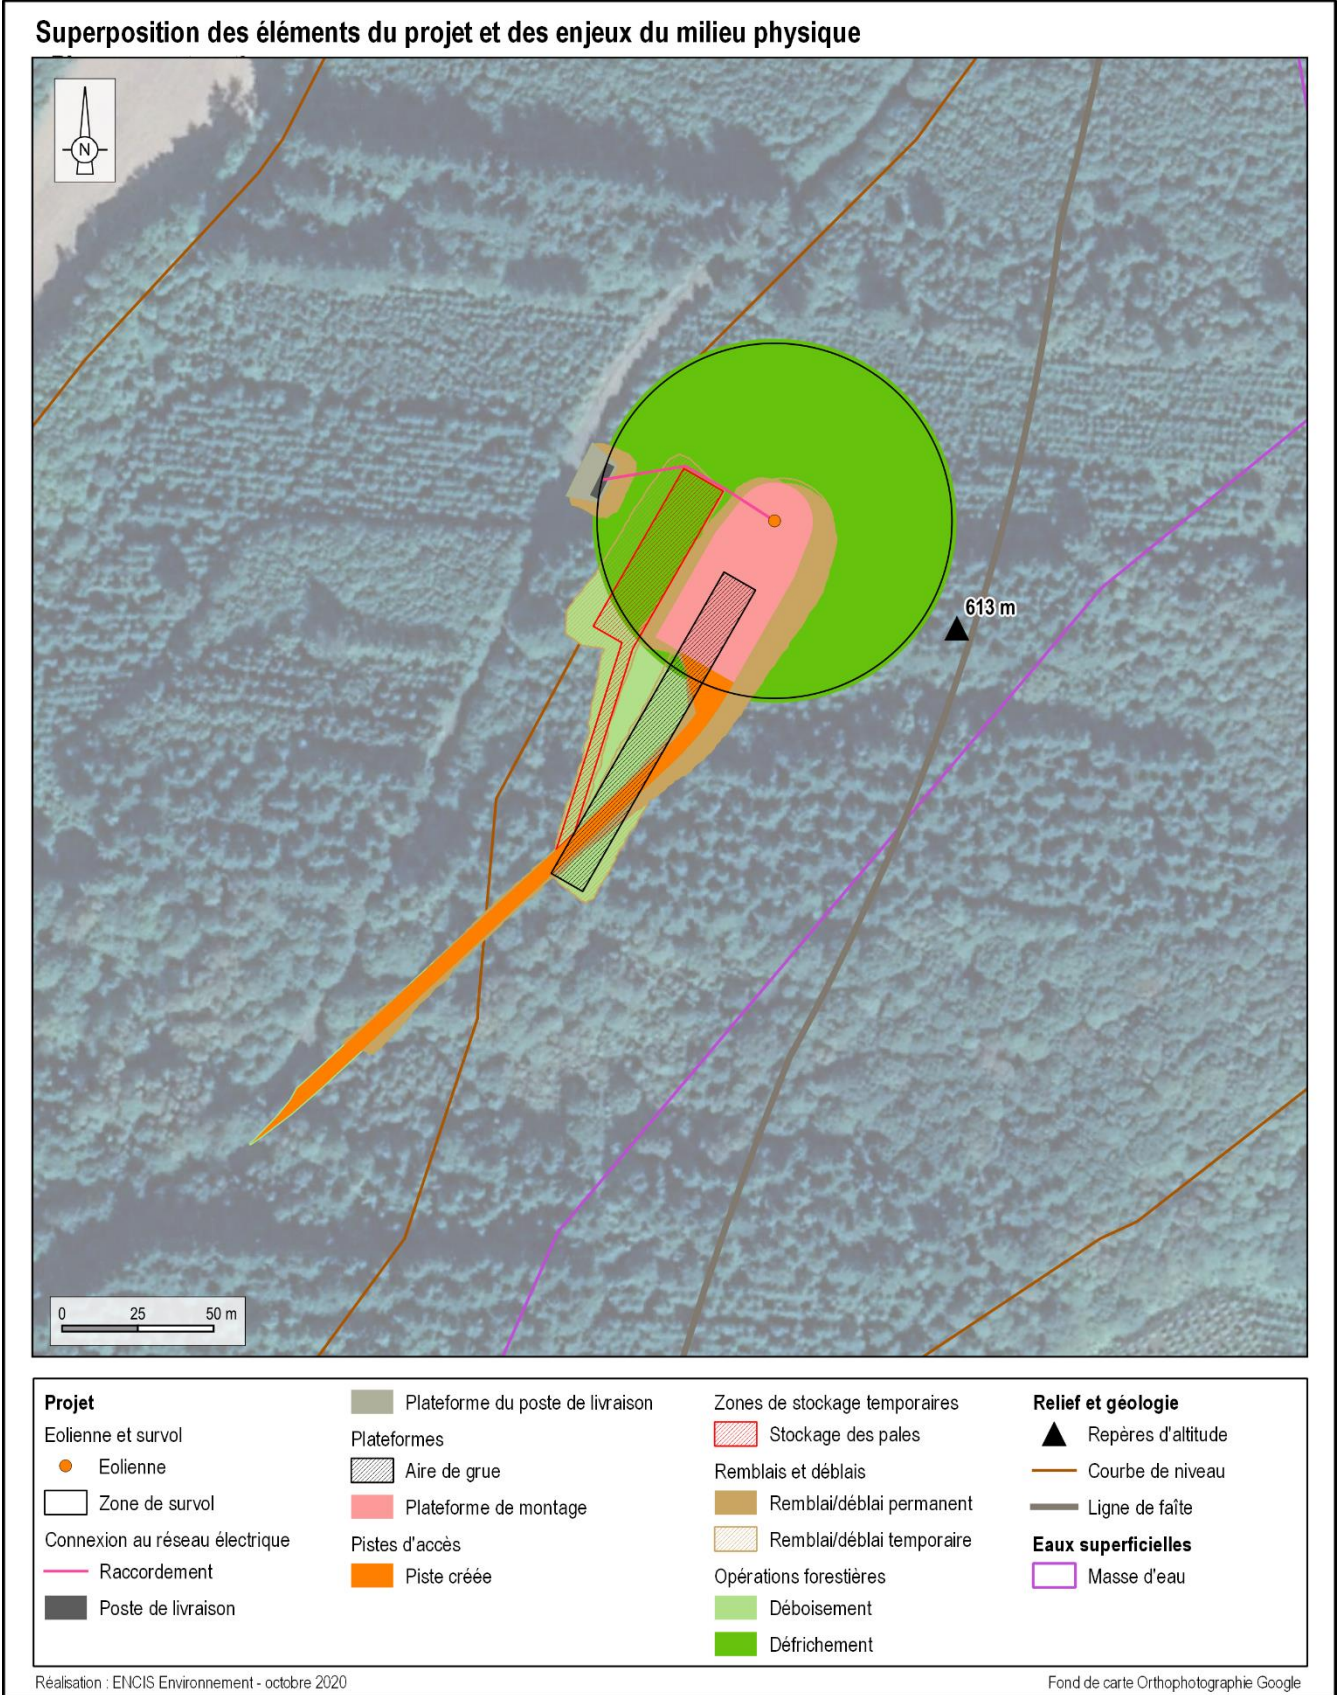 Superposition des éléments du projet et des enjeux du milieu physique
N
613 m
0 25 50 m
Projet
Eolienne et survol
Eolienne
Zone de survol
Connexion au réseau électrique
Raccordement
Poste de livraison
Plateforme du poste de livraison
Plateformes
Aire de grue
Plateforme de montage
Pistes d'accès
Piste créée
Zones de stockage temporaires
Stockage des pales
Remblais et déblais
Remblai/déblai permanent
Remblai/déblai temporaire
Opérations forestières
Déboisement
Défrichement
Relief et géologie
Repères d'altitude
Courbe de niveau
Ligne de faîte
Eaux superficielles
Masse d'eau
Réalisation : ENCIS Environnement - octobre 2020
Fond de carte Orthophotographie Google